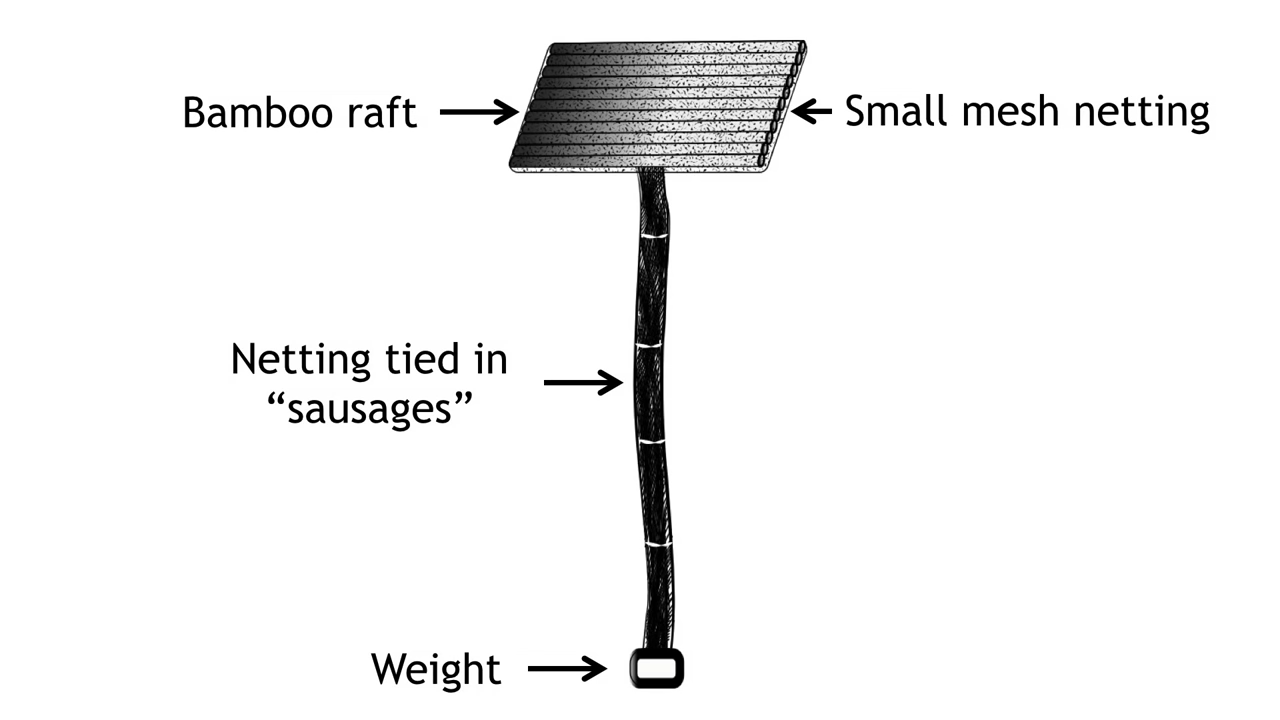 Bamboo raft
Small mesh netting
Netting tied in
“sausages”
Weight